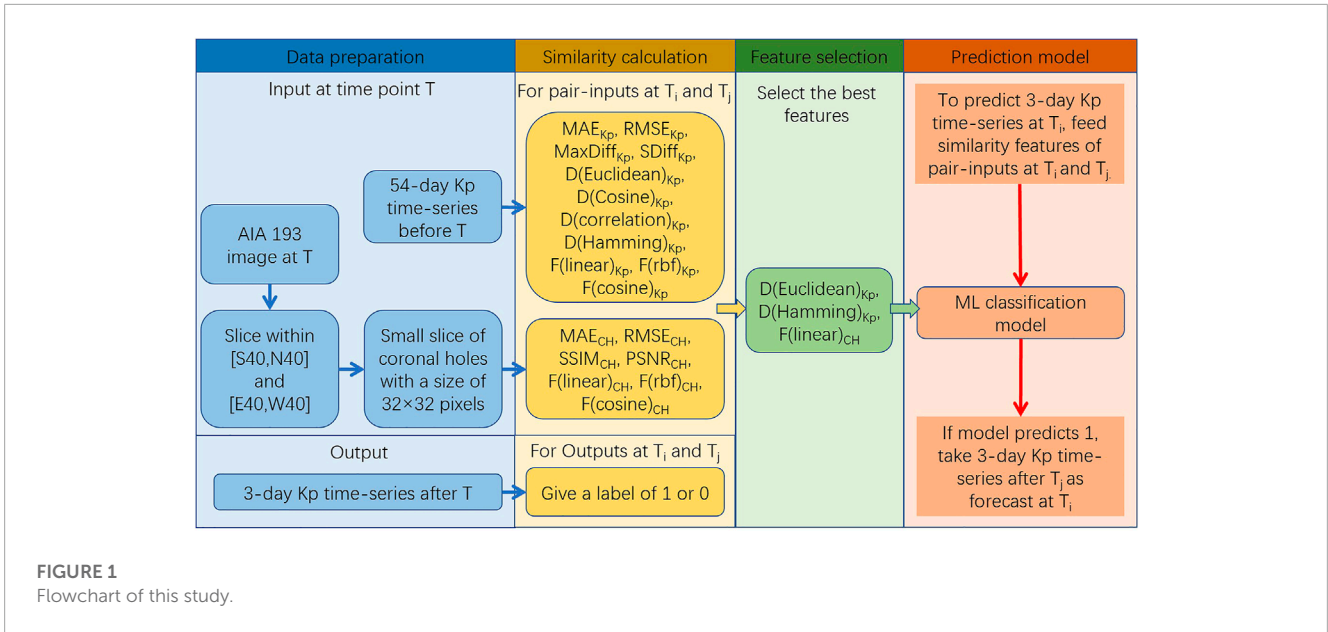 Data preparation
Similarity calculation
Feature selection
Prediction model
Input at time point T
54-day Kp
time-series
before T
AIA 193
image at T
Slice within
[S40,N40]
and
[E40,W40]
Small slice of
coronal holes
with a size of
32×32 pixels
Output
3-day Kp time-series after T
For pair-inputs at Ti and Tj
MAEKp, RMSEKp,
MaxDiffKp, SDiffKp,
D(Euclidean)Kp,
D(Cosine)Kp,
D(correlation)Kp,
D(Hamming)Kp,
F(linear)Kp, F(rbf)Kp,
F(cosine)Kp
MAECH, RMSECH,
SSIMCH, PSNRCH,
F(linear)CH, F(rbf)CH,
F(cosine)CH
For Outputs at Ti and Tj
Give a label of 1 or 0
Select the best
features
D(Euclidean)Kp,
D(Hamming)Kp,
F(linear)CH
To predict 3-day Kp
time-series at Ti, feed
similarity features of
pair-inputs at Ti and Tj.
ML classification
model
If model predicts 1,
take 3-day Kp time-
series after Tj as
forecast at Ti
FIGURE 1
Flowchart of this study.